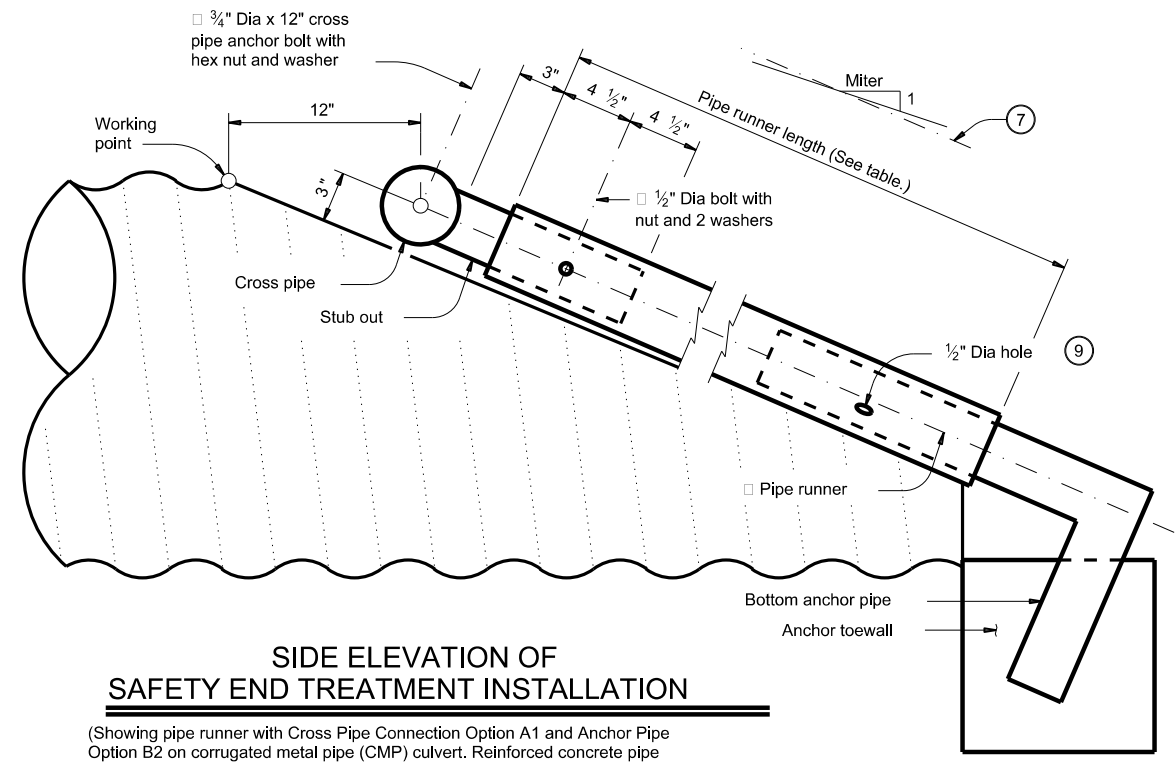 □ ¾" Dia x 12" cross
pipe anchor bolt with
hex nut and washer
3"
4 ½"
4 ½"
Pipe runner length (See table.)
Miter
1
7
12"
Working
point
3"
□ ½" Dia bolt with
nut and 2 washers
Cross pipe
Stub out
½" Dia hole
9
□ Pipe runner
Bottom anchor pipe
Anchor toewall
SIDE ELEVATION OF
SAFETY END TREATMENT INSTALLATION
(Showing pipe runner with Cross Pipe Connection Option A1 and Anchor Pipe
Option B2 on corrugated metal pipe (CMP) culvert. Reinforced concrete pipe